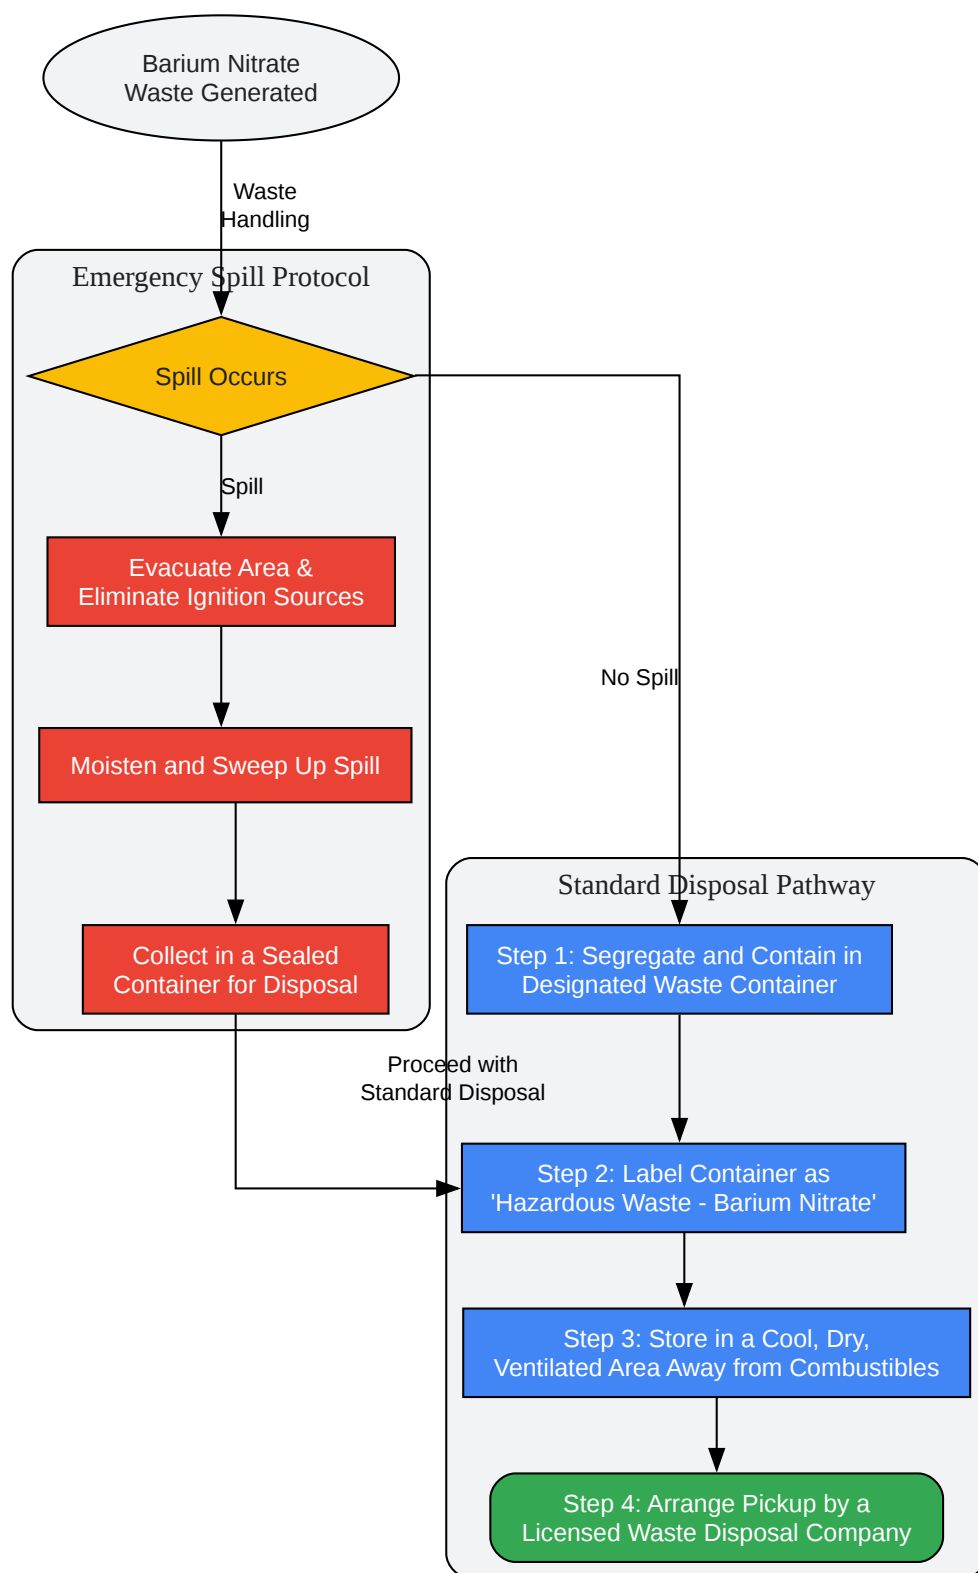 Barium Nitrate
Waste Generated
Waste
Handling
Emergency Spill Protocol
Spill Occurs
Spill
Evacuate Area &
Eliminate Ignition Sources
No Spill
Moisten and Sweep Up Spill
Collect in a Sealed
Container for Disposal
Proceed with
Standard Disposal
Standard Disposal Pathway
Step 1: Segregate and Contain in
Designated Waste Container
Step 2: Label Container as
'Hazardous Waste - Barium Nitrate'
Step 3: Store in a Cool, Dry,
Ventilated Area Away from Combustibles
Step 4: Arrange Pickup by a
Licensed Waste Disposal Company